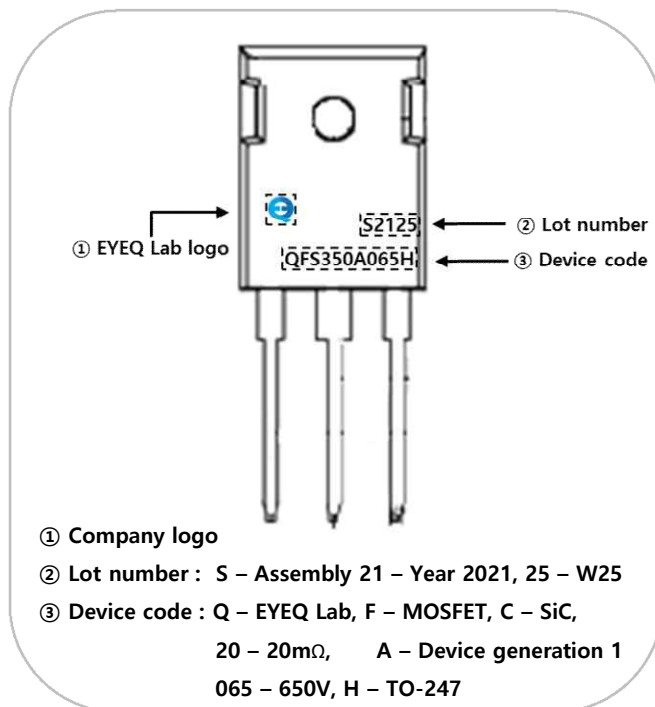 S2125
② Lot number
① EYEQ Lab logo
QFS350A065H
③ Device code
① Company logo
② Lot number : S – Assembly 21 – Year 2021, 25 – W25
③ Device code : Q – EYEQ Lab, F – MOSFET, C – SiC,
20 – 20mΩ, A – Device generation 1
065 – 650V, H – TO-247